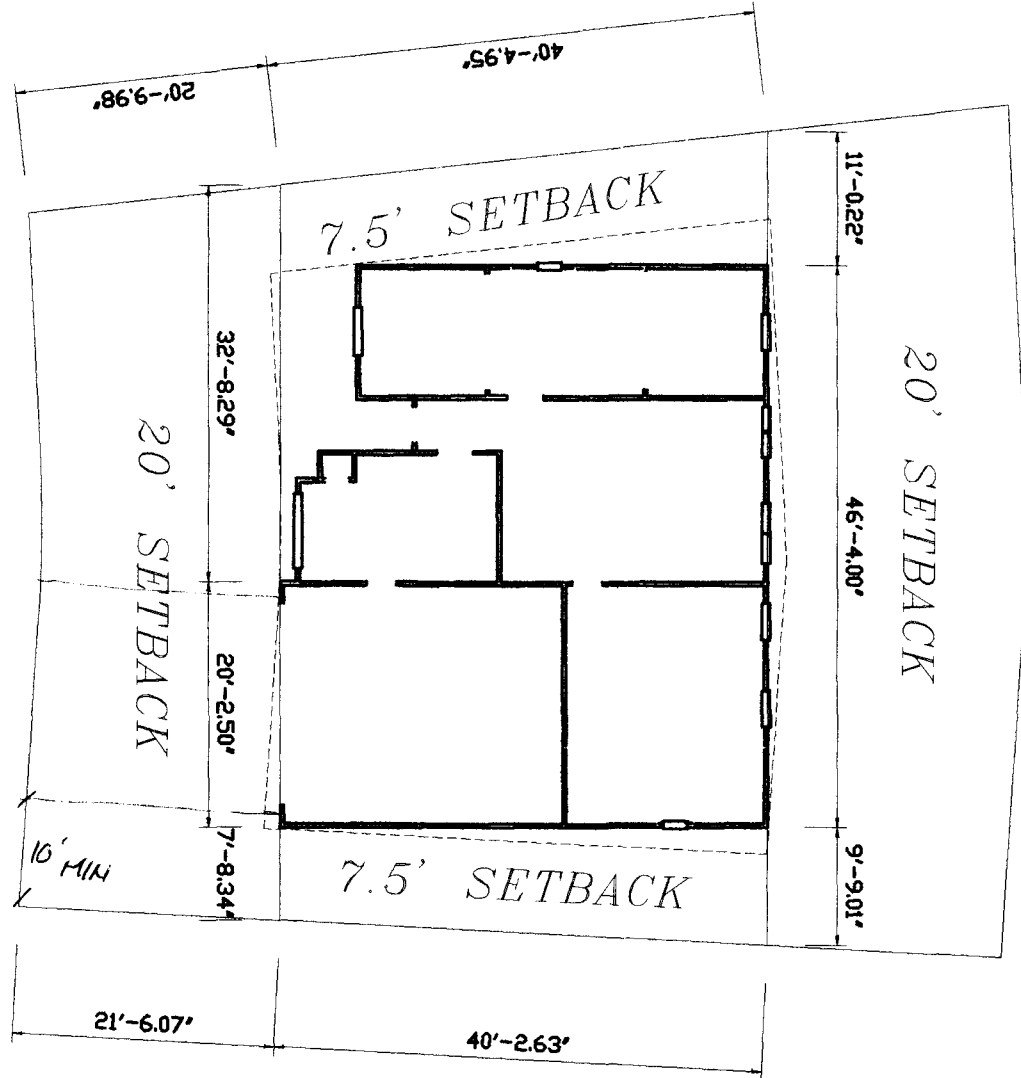 20'-9.98"
40'-4.95"
11'-0.22"
7.5' SETBACK
32'-8.29"
20' SETBACK
20' SETBACK
46'-4.00"
20'-2.50"
10' MIN
7'-8.34"
7.5' SETBACK
9'-9.01"
21'-6.07"
40'-2.63"